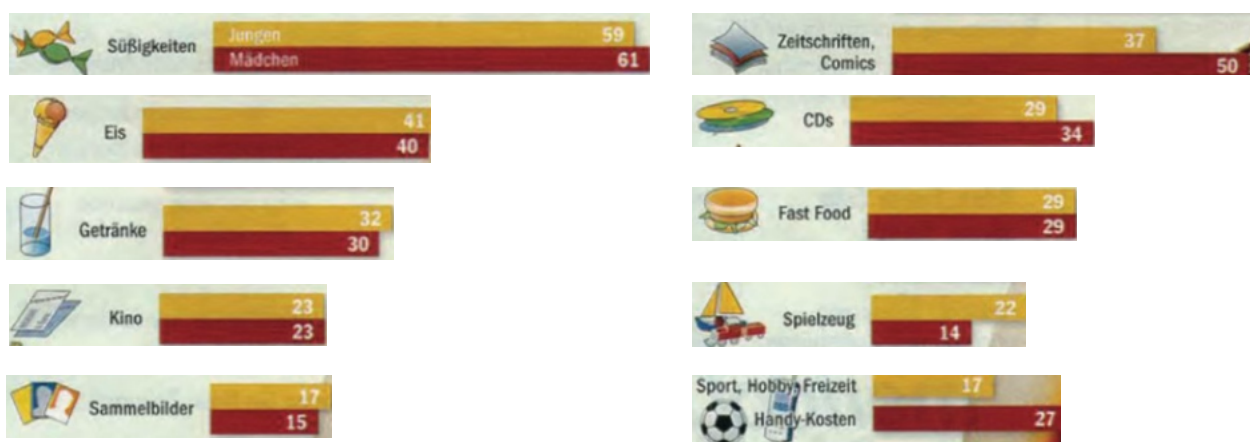 Süßigkeiten
Jungen 59
Mädchen 61
Zeitschriften,
Comics
37
50
Eis
41
40
CDs
29
34
Getränke
32
30
Fast Food
29
29
Kino
23
23
Spielzeug
22
14
Sammelbilder
17
15
Sport, Hobby, Freizeit 17
Handy-Kosten 27